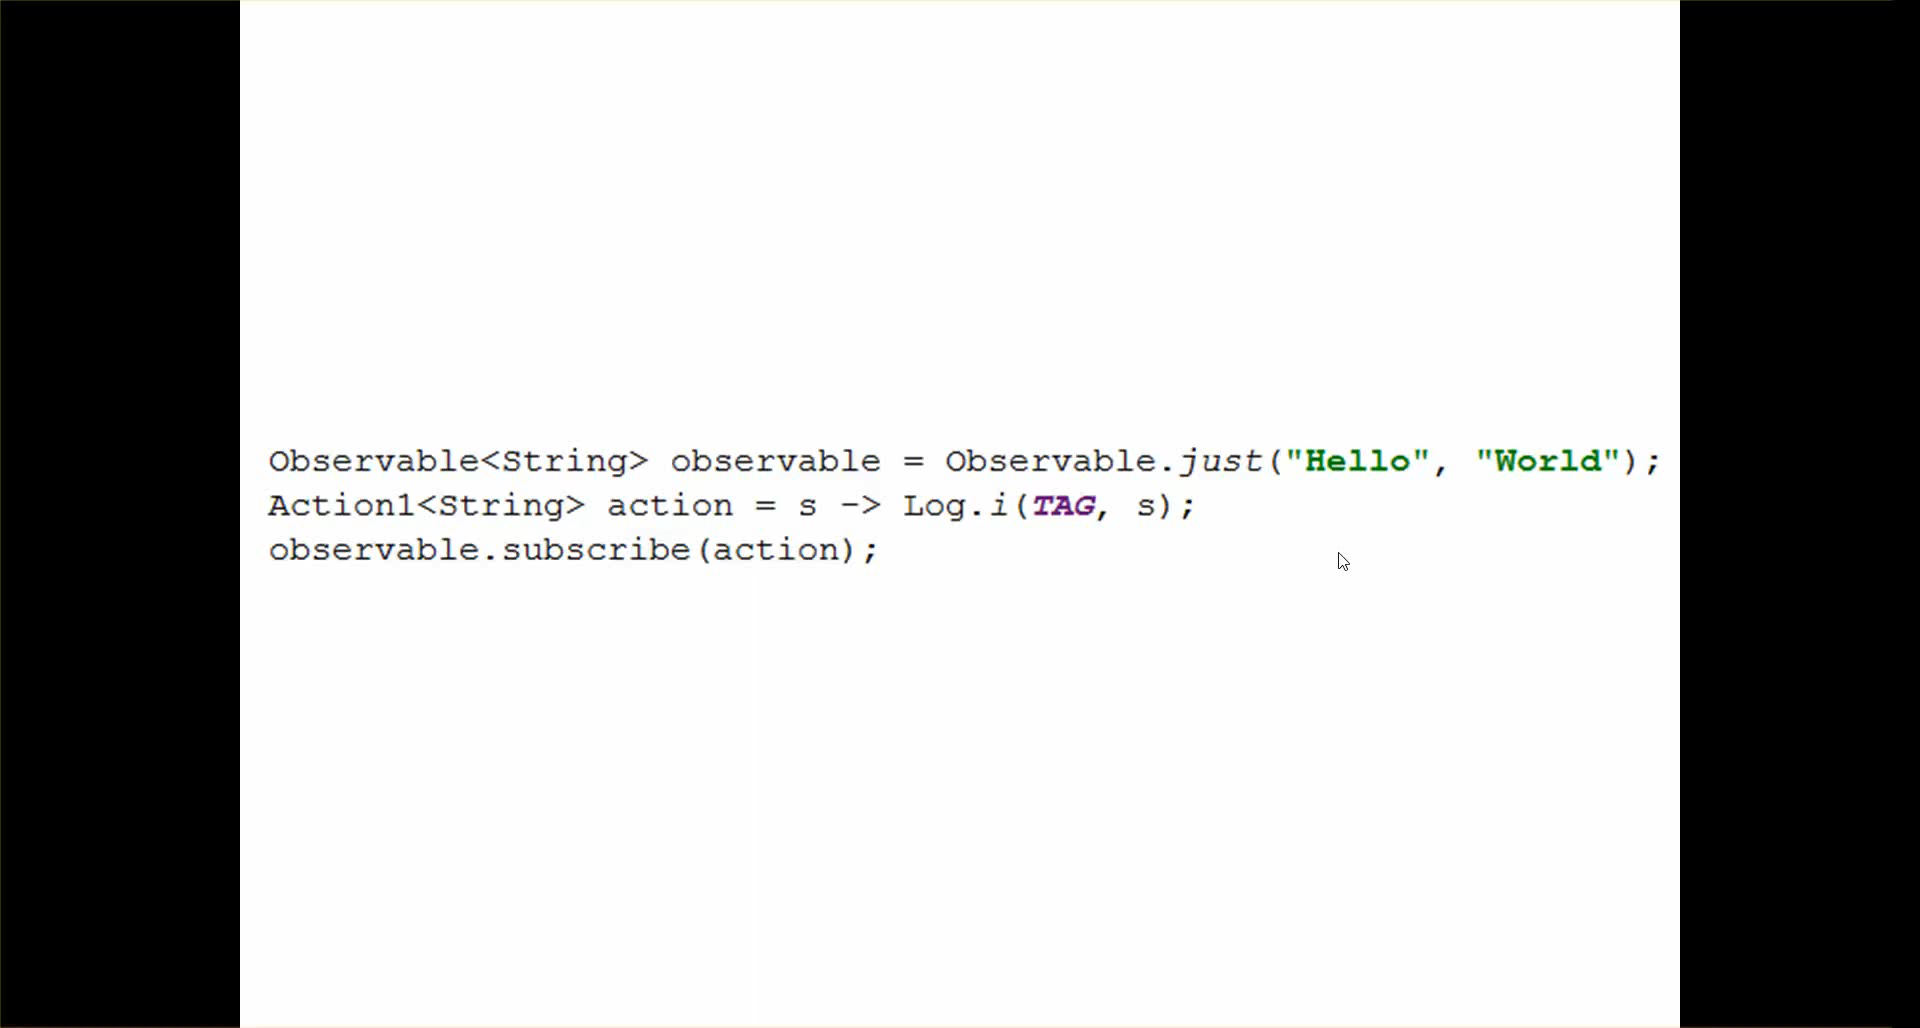 Observable<String> observable = Observable.just("Hello", "World");
Action1<String> action = s -> Log.i(TAG, s);
observable.subscribe(action);